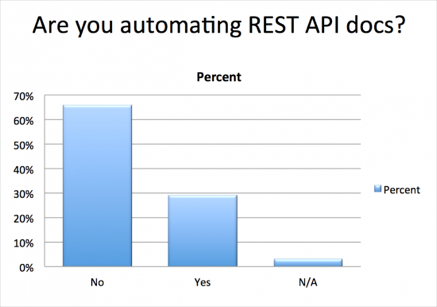 Are you automating REST API docs?
Percent
70%
60%
50%
40%
30%
20%
10%
0%
No Yes N/A
Percent